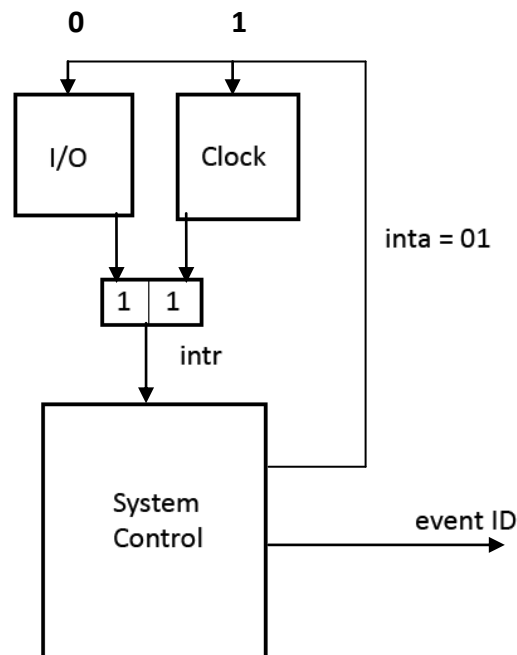 0 1
I/O
Clock
inta = 01
1 1
intr
System
Control
event ID